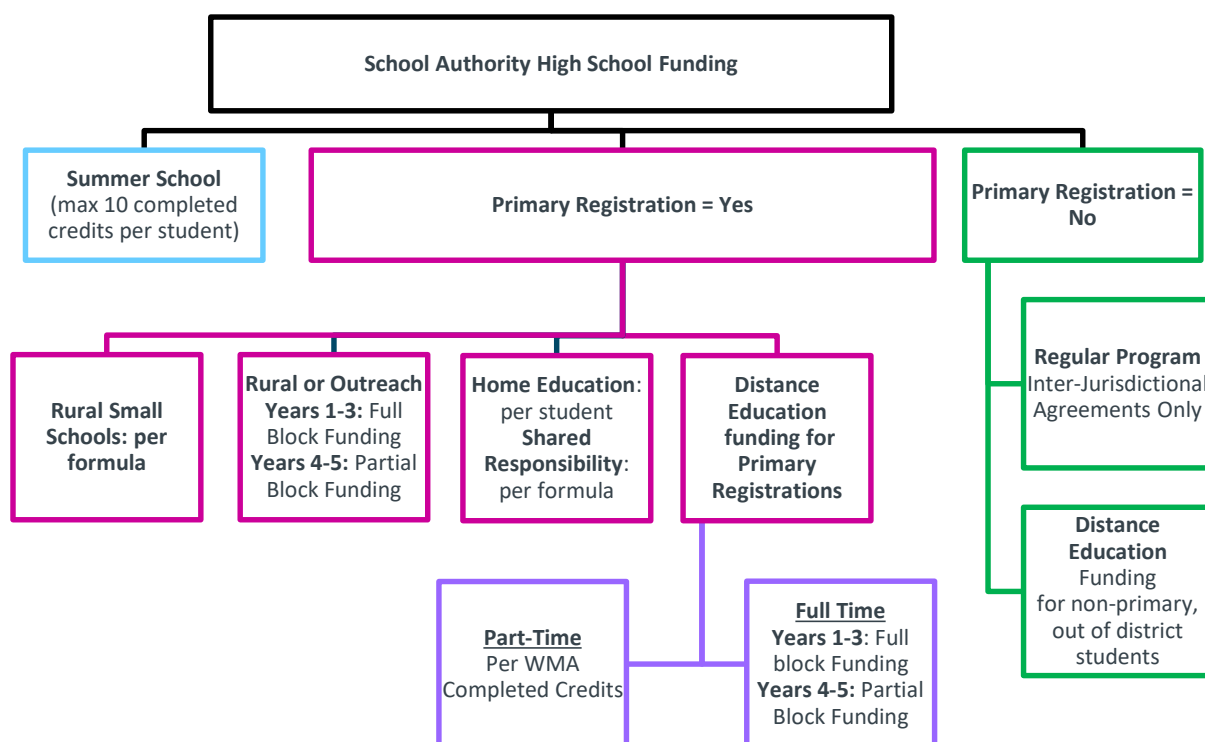 School Authority High School Funding
Summer School
(max 10 completed
credits per student)
Primary Registration = Yes
Primary Registration =
No
Rural Small
Schools: per
formula
Rural or Outreach
Years 1-3: Full
Block Funding
Years 4-5: Partial
Block Funding
Home Education:
per student
Shared
Responsibility:
per formula
Distance
Education
funding for
Primary
Registrations
Regular Program
Inter-Jurisdictional
Agreements Only
Distance
Education
Funding
for non-primary,
out of district
students
Part-Time
Per WMA
Completed Credits
Full Time
Years 1-3: Full
block Funding
Years 4-5: Partial
Block Funding